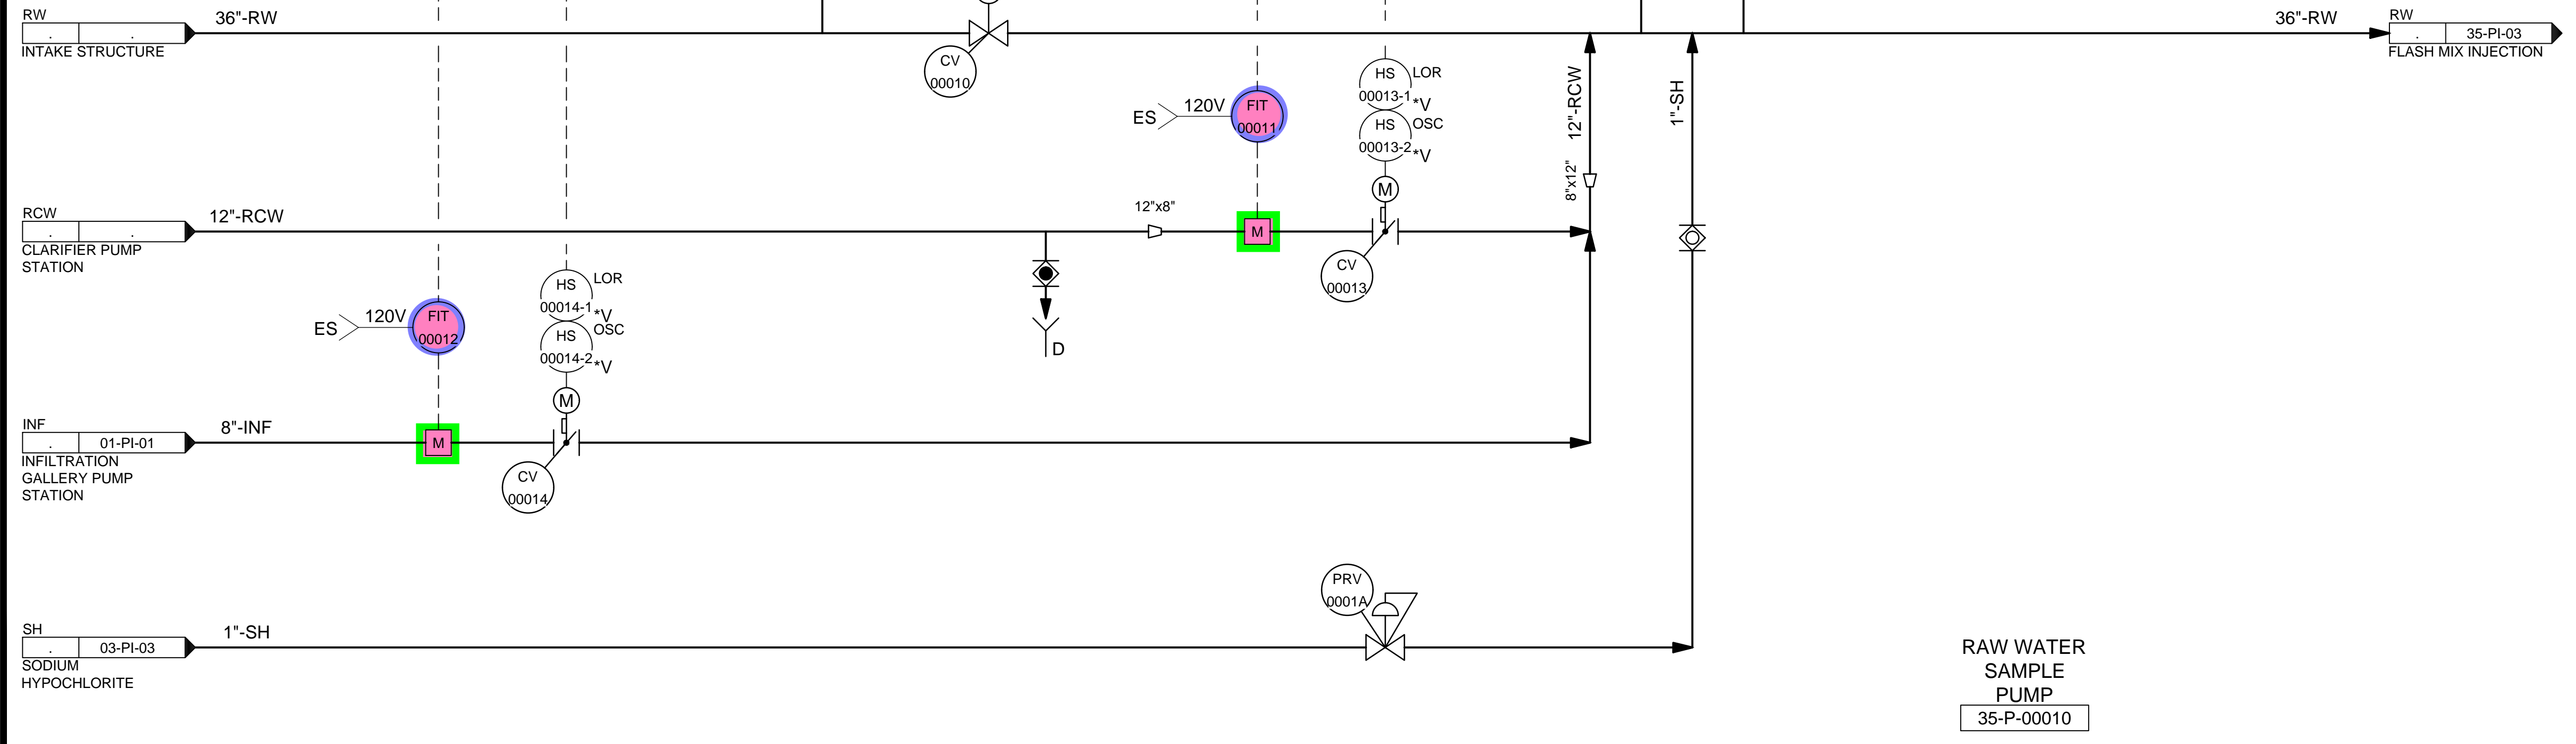 RW
36"-RW
. .
INTAKE STRUCTURE
CV
00010
36"-RW
RW
. 35-PI-03
FLASH MIX INJECTION
ES
120V
FIT
00011
HS
00013-1
LOR
*V
HS
00013-2
OSC
*V
M
12"-RCW
8"x12"
1"-SH
RCW
12"-RCW
. .
CLARIFIER PUMP
STATION
12"x8"
M
CV
00013
D
ES
120V
FIT
00012
HS
00014-1
LOR
*V
HS
00014-2
OSC
*V
M
INF
8"-INF
. 01-PI-01
INFILTRATION
GALLERY PUMP
STATION
M
CV
00014
PRV
0001A
SH
1"-SH
. 03-PI-03
SODIUM
HYPOCHLORITE
RAW WATER
SAMPLE
PUMP
35-P-00010